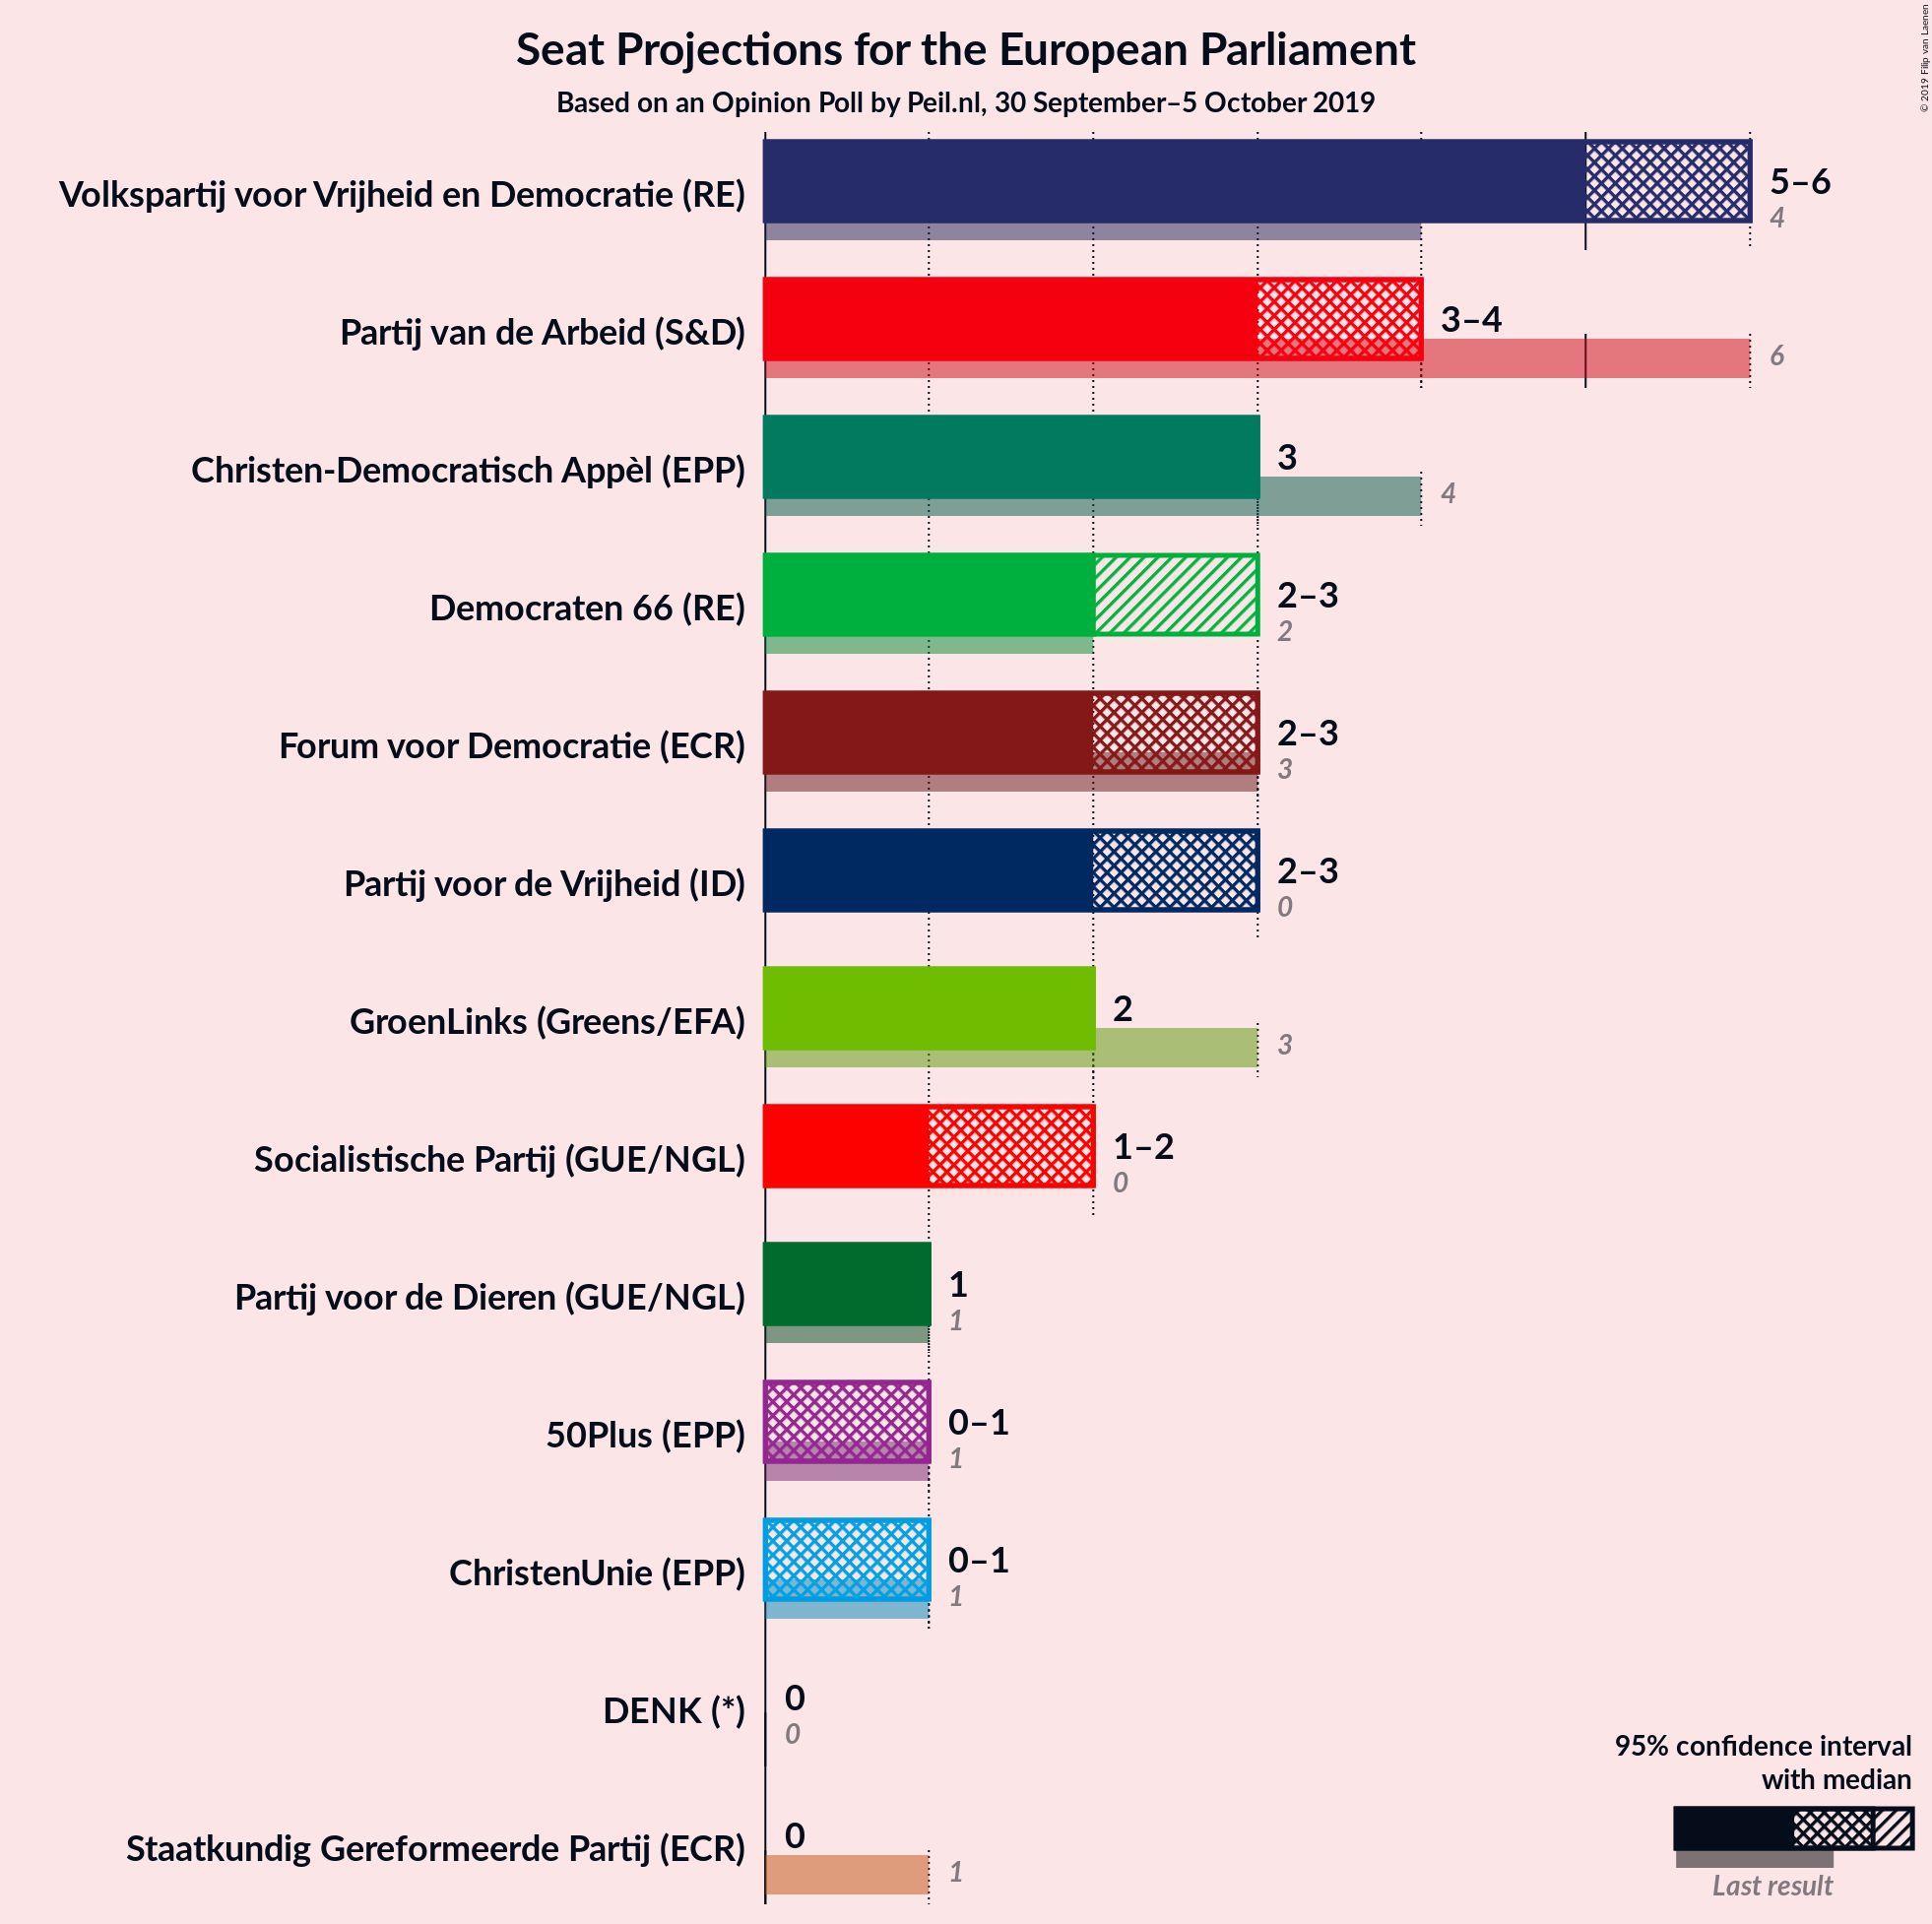 Seat Projections for the European Parliament
Based on an Opinion Poll by Peil.nl, 30 September–5 October 2019
© 2019 Filip van Laenen
Volkspartij voor Vrijheid en Democratie (RE)
5–6
4
Partij van de Arbeid (S&D)
3–4
6
Christen-Democratisch Appèl (EPP)
3
4
Democraten 66 (RE)
2–3
2
Forum voor Democratie (ECR)
2–3
3
Partij voor de Vrijheid (ID)
2–3
0
GroenLinks (Greens/EFA)
2
3
Socialistische Partij (GUE/NGL)
1–2
0
Partij voor de Dieren (GUE/NGL)
1
1
50Plus (EPP)
0–1
1
ChristenUnie (EPP)
0–1
1
DENK (*)
0
0
Staatkundig Gereformeerde Partij (ECR)
0
1
95% confidence interval
with median
Last result